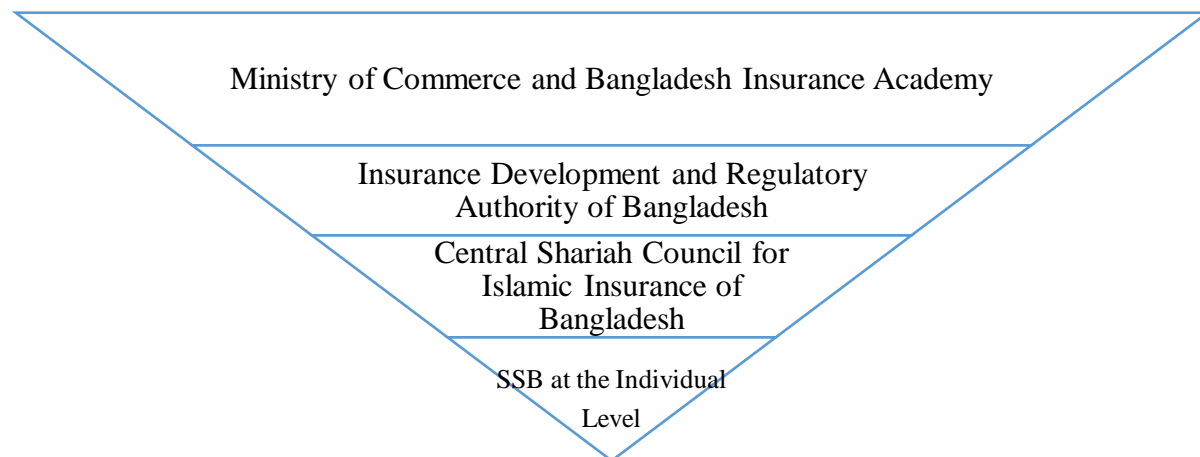 Ministry of Commerce and Bangladesh Insurance Academy
Insurance Development and Regulatory
Authority of Bangladesh
Central Shariah Council for
Islamic Insurance of
Bangladesh
SSB at the Individual
Level